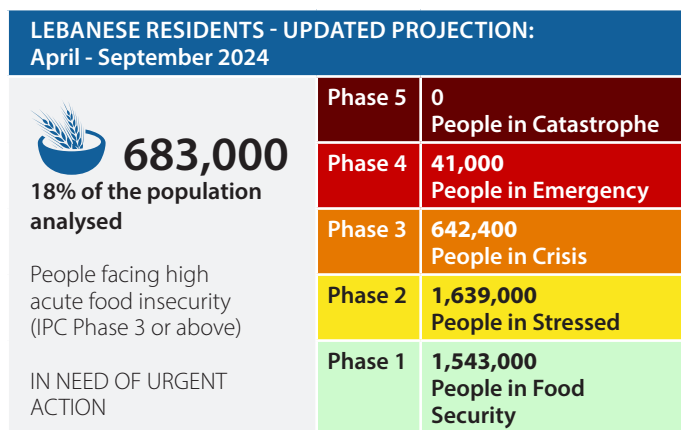 LEBANESE RESIDENTS - UPDATED PROJECTION:
April - September 2024
683,000
18% of the population
analysed
People facing high
acute food insecurity
(IPC Phase 3 or above)
IN NEED OF URGENT
ACTION
Phase 5
0
People in Catastrophe
Phase 4
41,000
People in Emergency
Phase 3
642,400
People in Crisis
Phase 2
1,639,000
People in Stressed
Phase 1
1,543,000
People in Food
Security